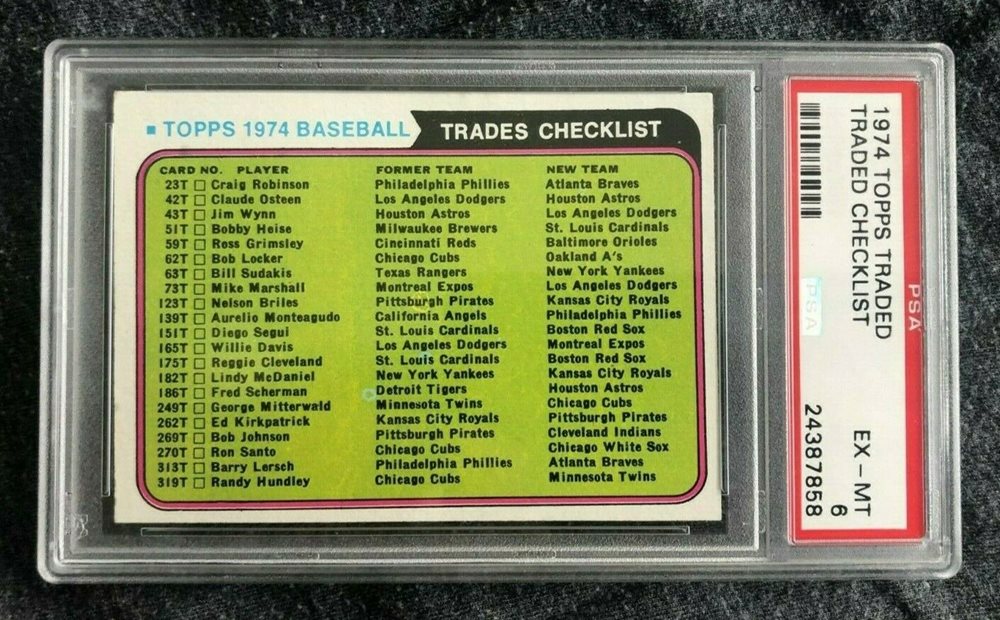 TOPPS 1974 BASEBALL TRADES CHECKLIST
CARD NO. PLAYER FORMER TEAM NEW TEAM
23T Craig Robinson Philadelphia Phillies Atlanta Braves
42T Claude Osteen Los Angeles Dodgers Houston Astros
43T Jim Wynn Houston Astros Los Angeles Dodgers
51T Bobby Heise Milwaukee Brewers St. Louis Cardinals
59T Ross Grimsley Cincinnati Reds Baltimore Orioles
62T Bob Locker Chicago Cubs Oakland A's
63T Bill Sudakis Texas Rangers New York Yankees
73T Mike Marshall Montreal Expos Los Angeles Dodgers
123T Nelson Briles Pittsburgh Pirates Kansas City Royals
139T Aurelio Monteagudo California Angels Philadelphia Phillies
151T Diego Segui St. Louis Cardinals Boston Red Sox
165T Willie Davis Los Angeles Dodgers Montreal Expos
175T Reggie Cleveland St. Louis Cardinals Boston Red Sox
182T Lindy McDaniel New York Yankees Kansas City Royals
186T Fred Scherman Detroit Tigers Houston Astros
249T George Mitterwald Minnesota Twins Chicago Cubs
262T Ed Kirkpatrick Kansas City Royals Pittsburgh Pirates
269T Bob Johnson Pittsburgh Pirates Cleveland Indians
270T Ron Santo Chicago Cubs Chicago White Sox
313T Barry Lersch Philadelphia Phillies Atlanta Braves
319T Randy Hundley Chicago Cubs Minnesota Twins
PSA
1974 TOPPS TRADED EX - MT
TRADED CHECKLIST 6
PSA 24387858